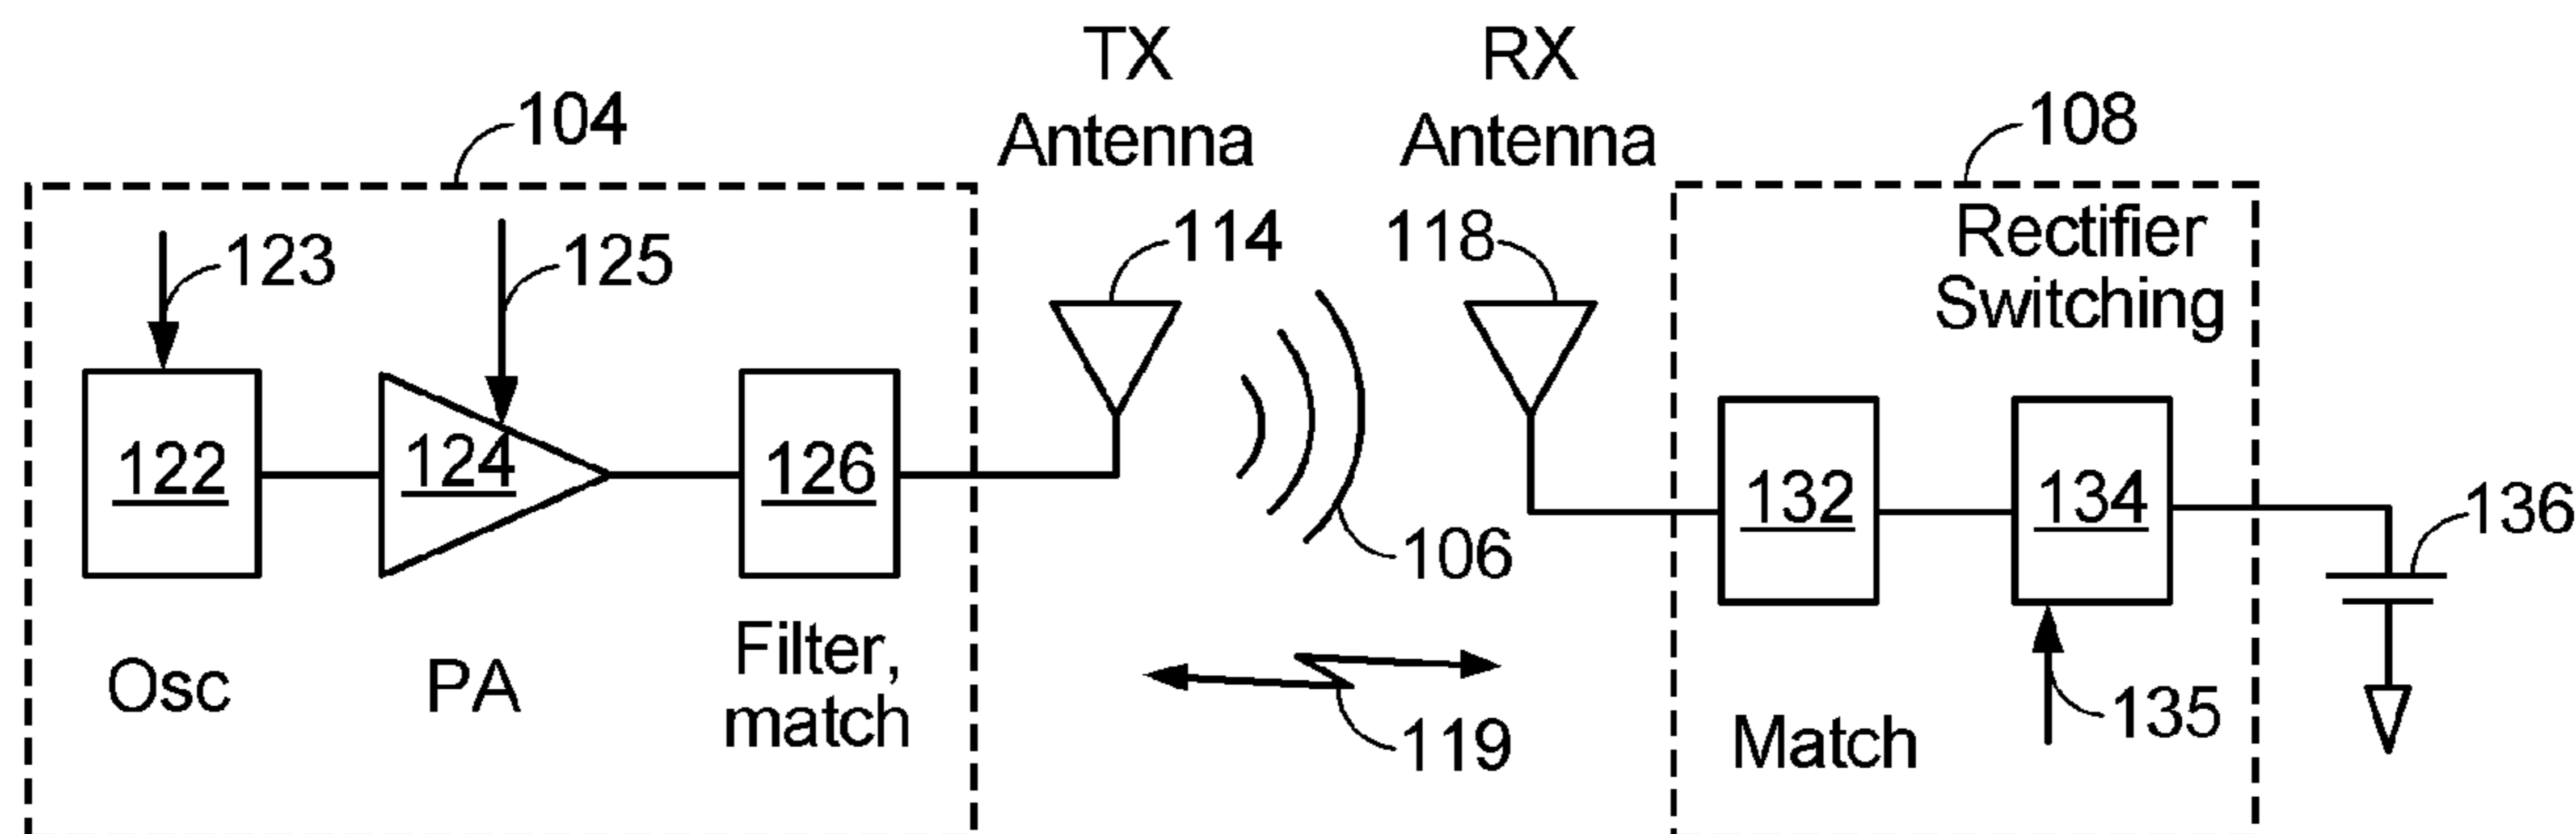 TX
Antenna
RX
Antenna
104
108
Rectifier
Switching
123
125
114
118
122
124
126
106
132
134
136
Osc
PA
Filter,
match
119
Match
135